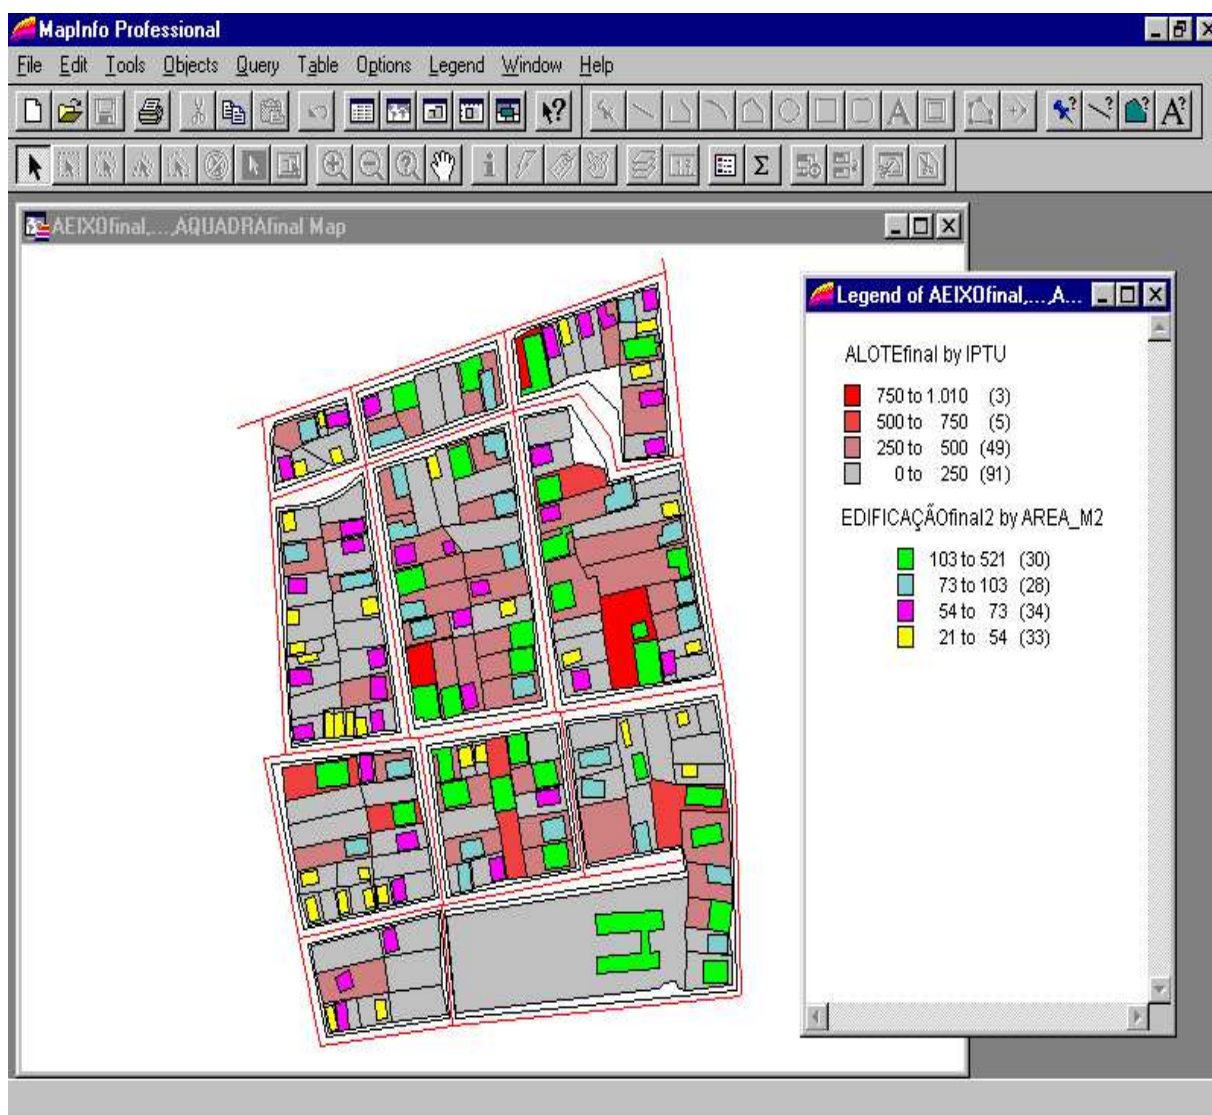 MapInfo Professional
File Edit Tools Objects Query Table Options Legend Window Help
AEIXOfinal,...,AQUADRAfinal Map
Legend of AEIXOfinal,...,A...
ALOTEfinal by IPTU
750 to 1.010 (3)
500 to 750 (5)
250 to 500 (49)
0 to 250 (91)
EDIFICAÇÃOfinal2 by AREA_M2
103 to 521 (30)
73 to 103 (28)
54 to 73 (34)
21 to 54 (33)